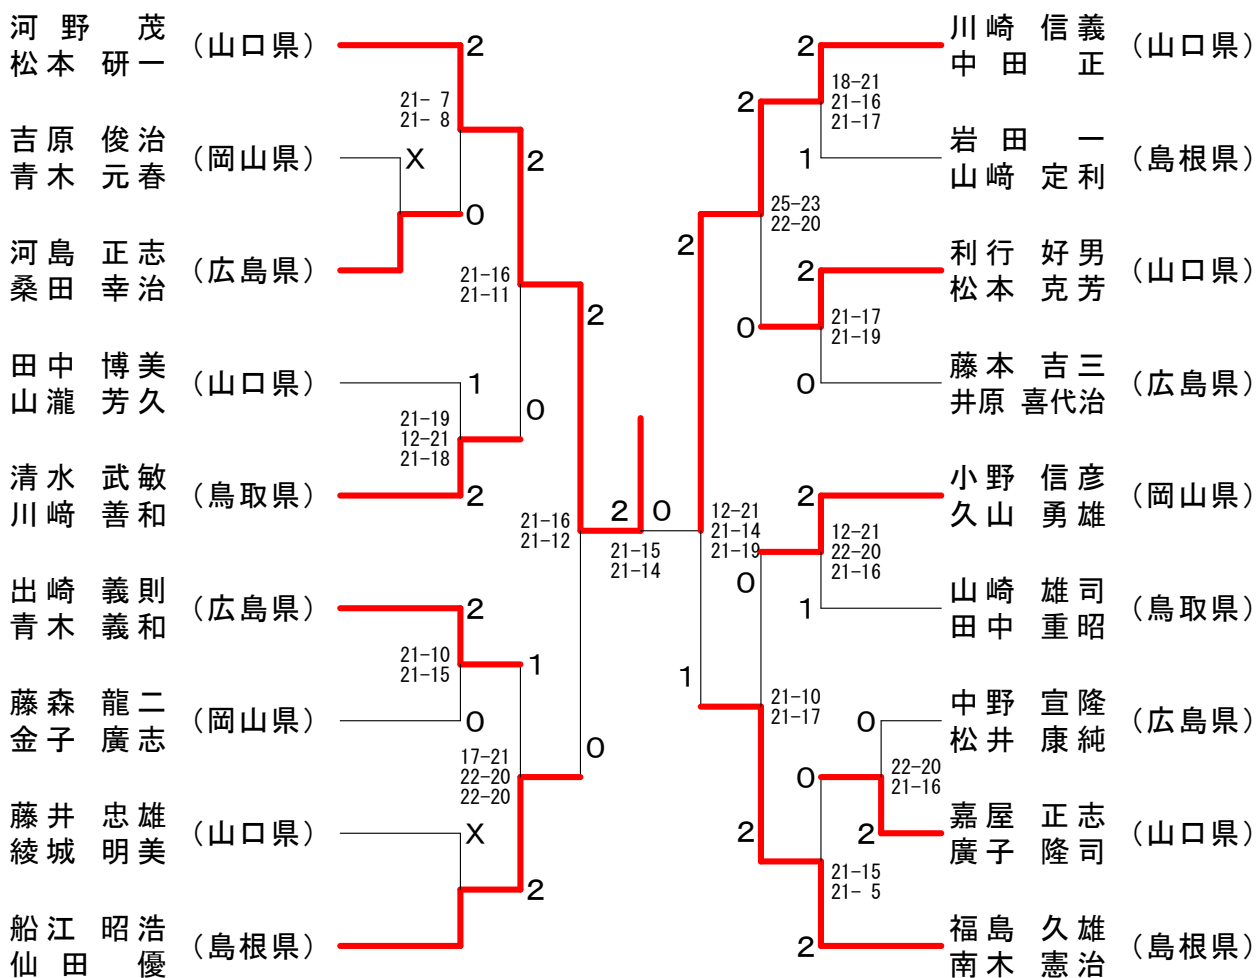 河野 茂
松本 研一
(山口県)
2
21- 7
21- 8
吉原 俊治
青木 元春
(岡山県)
X
2
0
河島 正志
桑田 幸治
(広島県)
21-16
21-11
2
田中 博美
山瀧 芳久
(山口県)
1
0
21-19
12-21
21-18
清水 武敏
川﨑 善和
(鳥取県)
2
21-16
21-12
2
0
21-15
21-14
出崎 義則
青木 義和
(広島県)
2
21-10
21-15
1
藤森 龍二
金子 廣志
(岡山県)
0
0
17-21
22-20
22-20
藤井 忠雄
綾城 明美
(山口県)
X
2
船江 昭浩
仙田 優
(島根県)
2
川崎 信義
中田 正
(山口県)
18-21
21-16
21-17
2
1
岩田 一
山﨑 定利
(島根県)
25-23
22-20
2
2
利行 好男
松本 克芳
(山口県)
21-17
21-19
0
0
藤本 吉三
井原 喜代治
(広島県)
2
小野 信彦
久山 勇雄
(岡山県)
12-21
21-14
21-19
12-21
22-20
21-16
0
1
山崎 雄司
田中 重昭
(鳥取県)
1
21-10
21-17
0
中野 宣隆
松井 康純
(広島県)
22-20
21-16
0
2
嘉屋 正志
廣子 隆司
(山口県)
2
21-15
21- 5
2
福島 久雄
南木 憲治
(島根県)